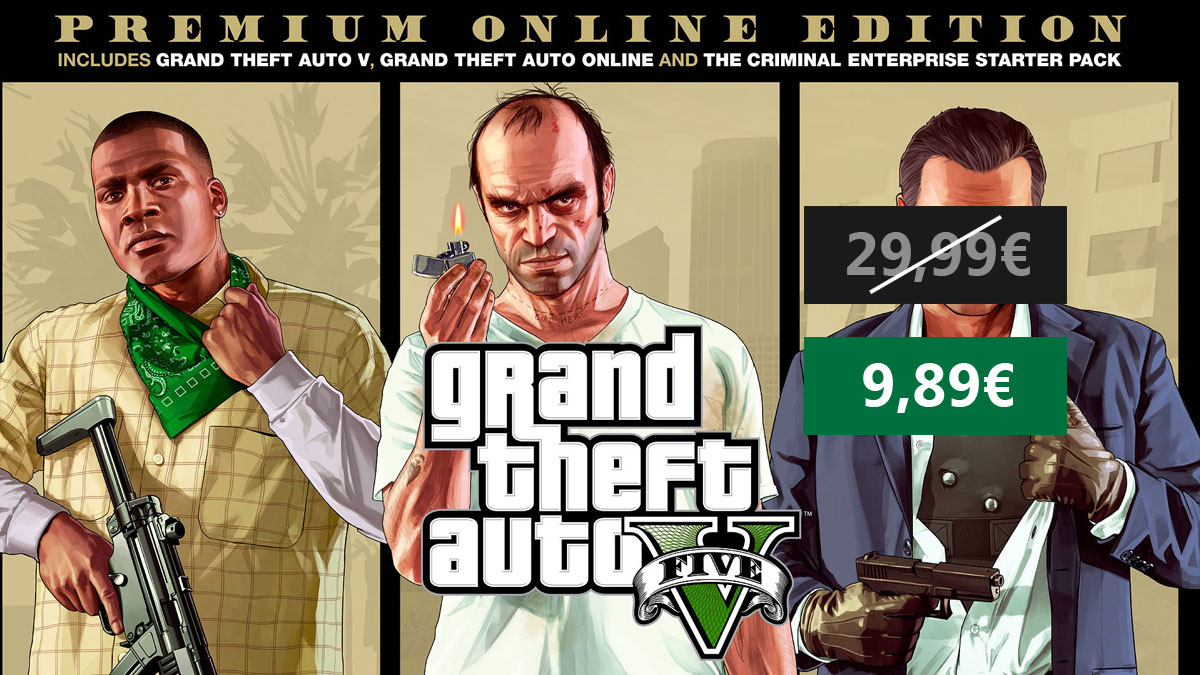 PREMIUM ONLINE EDITION
INCLUDES GRAND THEFT AUTO V, GRAND THEFT AUTO ONLINE AND THE CRIMINAL ENTERPRISE STARTER PACK
29,99€
9,89€
grand
theft
auto V
FIVE
™